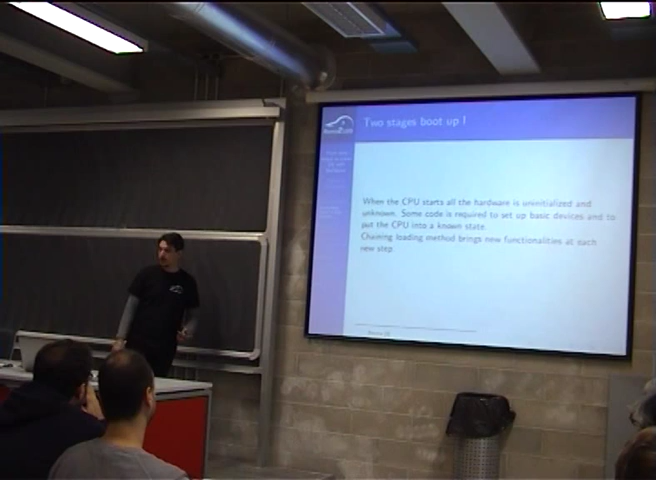 Two stages boot up I
When the CPU starts all the hardware is uninitialized and
unknown. Some code is required to set up basic devices and to
put the CPU into a known state.
Chaining loading method brings new functionalities at each
new step